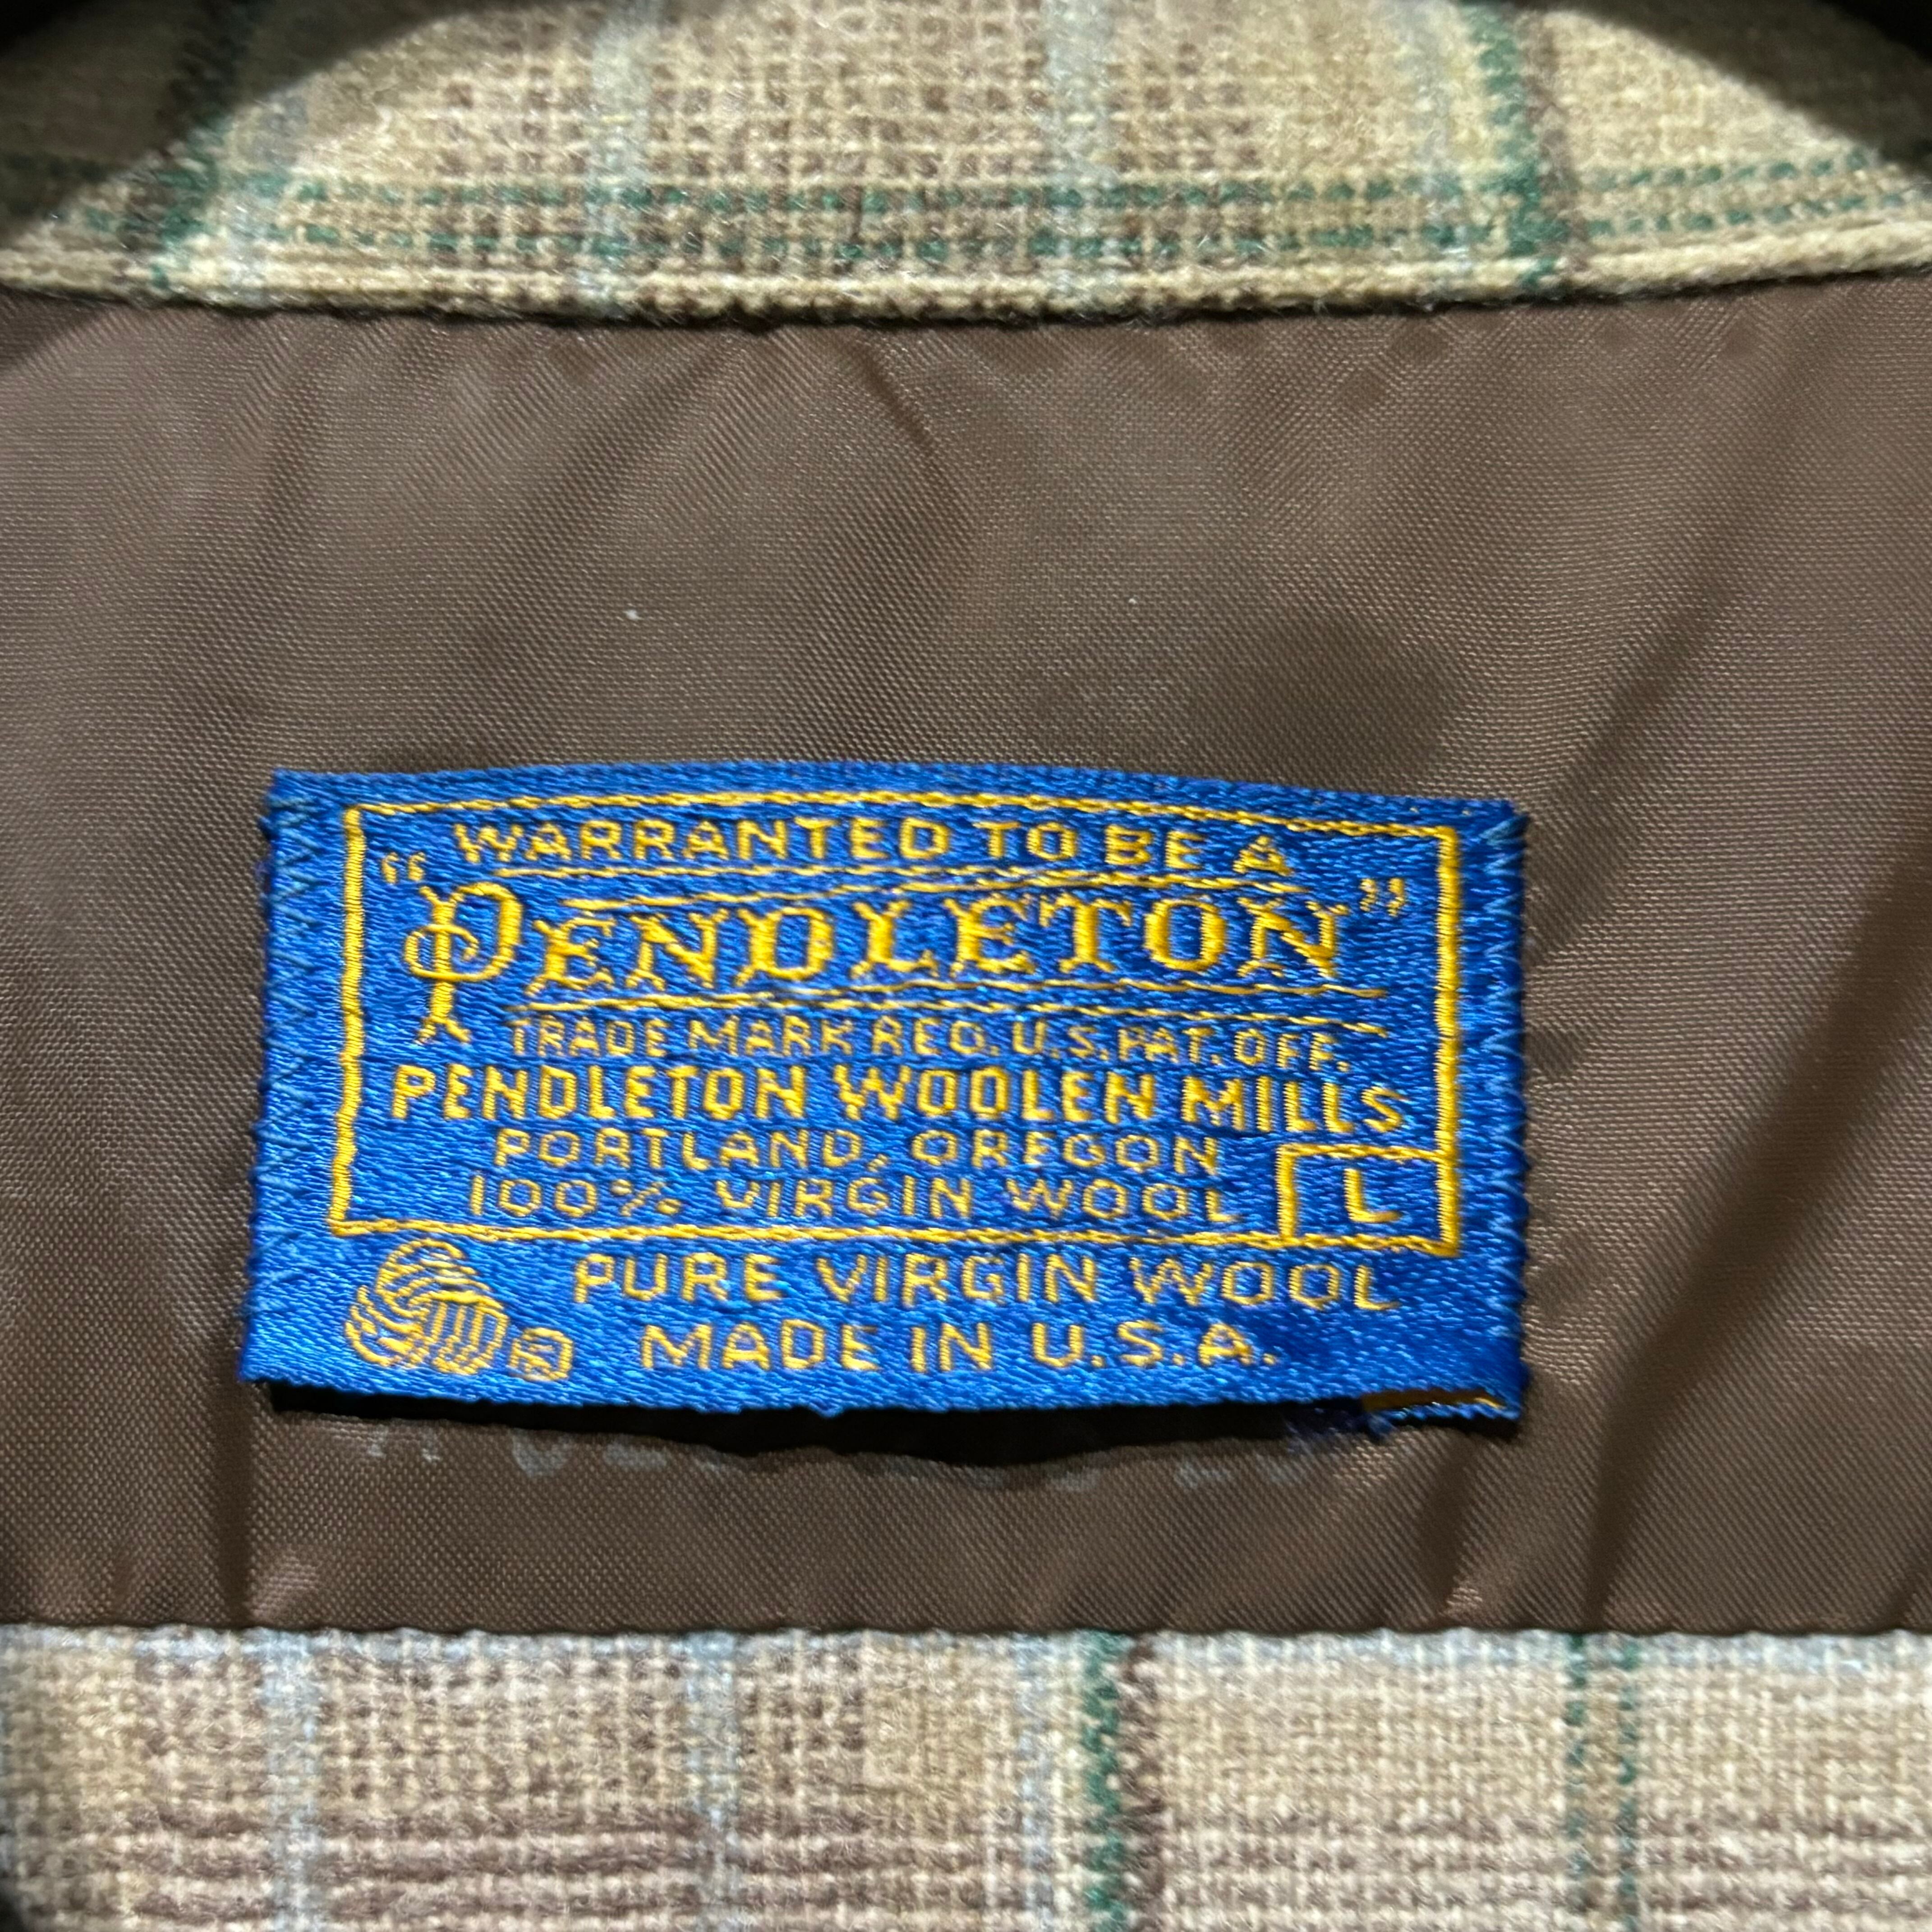 WARRANTED TO BE A
"PENDLETON"
TRADE MARK REG. U.S. PAT. OFF.
PENDLETON WOOLEN MILLS
PORTLAND, OREGON
100% VIRGIN WOOL L
PURE VIRGIN WOOL
MADE IN U.S.A.